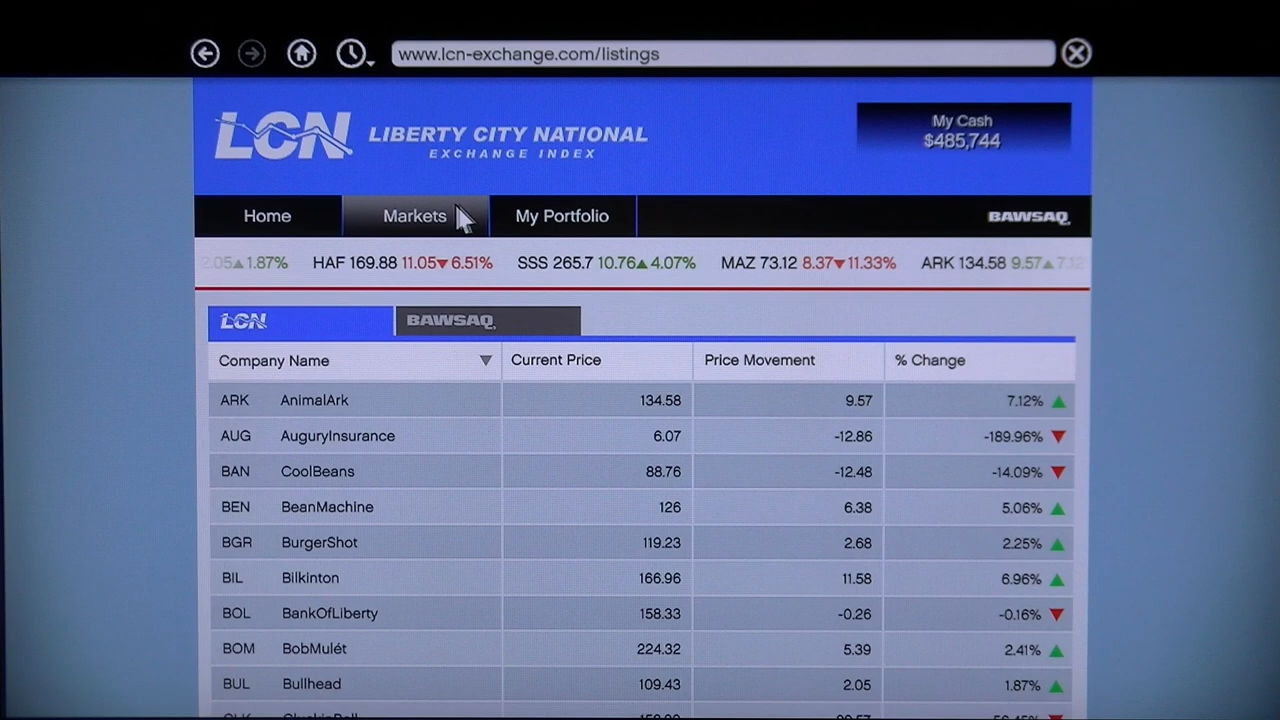 www.lcn-exchange.com/listings
LCN LIBERTY CITY NATIONAL
EXCHANGE INDEX
My Cash
$485,744
Home Markets My Portfolio BAWSAQ
2.05▲1.87% HAF 169.88 11.05▼6.51% SSS 265.7 10.76▲4.07% MAZ 73.12 8.37▼11.33% ARK 134.58 9.57▲7.12
LCN BAWSAQ
Company Name ▼ Current Price Price Movement % Change
ARK AnimalArk 134.58 9.57 7.12% ▲
AUG AuguryInsurance 6.07 -12.86 -189.96% ▼
BAN CoolBeans 88.76 -12.48 -14.09% ▼
BEN BeanMachine 126 6.38 5.06% ▲
BGR BurgerShot 119.23 2.68 2.25% ▲
BIL Bilkinton 166.96 11.58 6.96% ▲
BOL BankOfLiberty 158.33 -0.26 -0.16% ▼
BOM BobMulét 224.32 5.39 2.41% ▲
BUL Bullhead 109.43 2.05 1.87% ▲